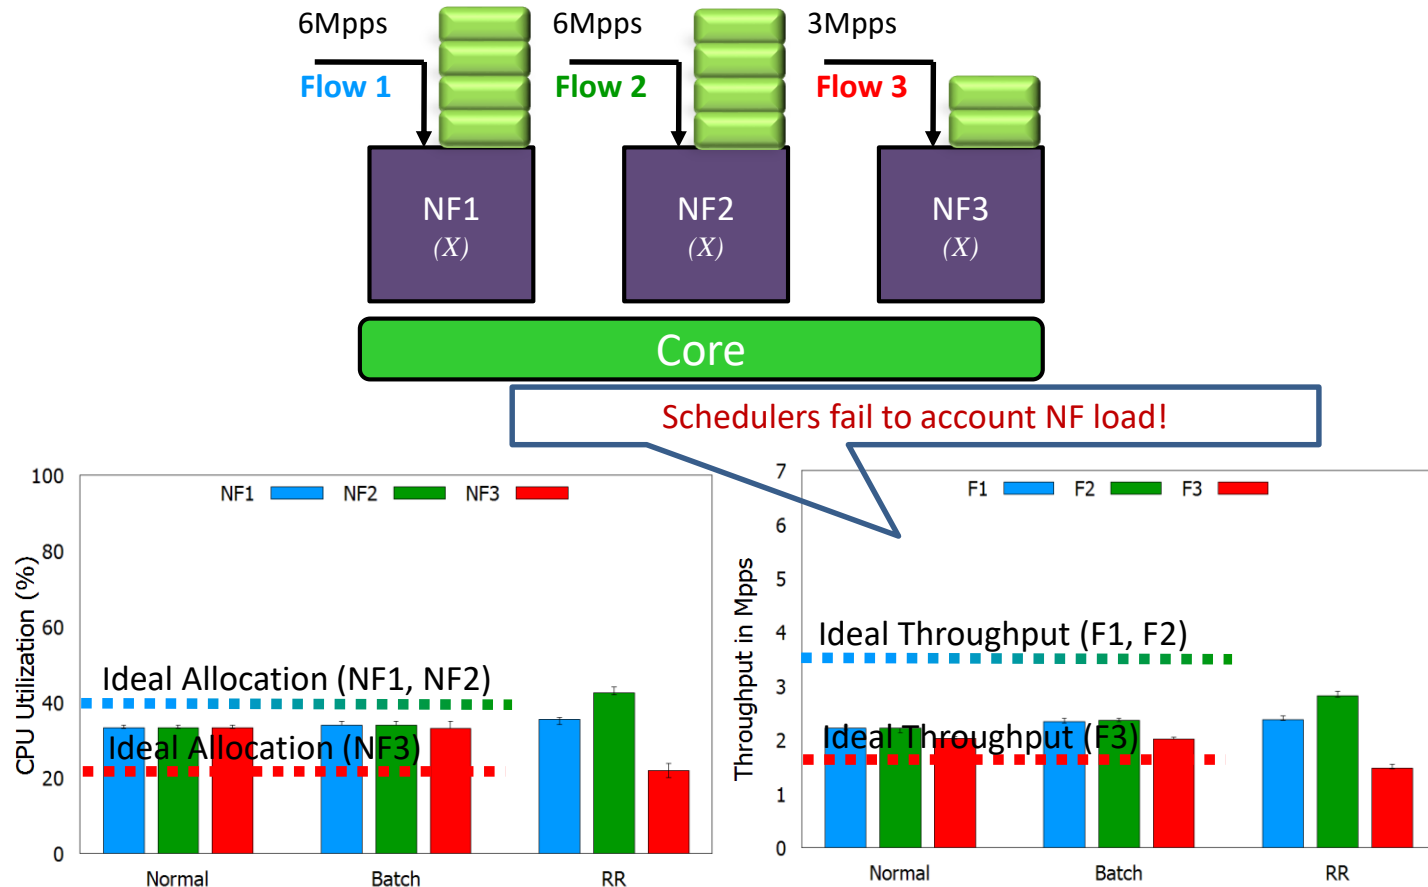 6Mpps
Flow 1
6Mpps
Flow 2
3Mpps
Flow 3
NF1
(X)
NF2
(X)
NF3
(X)
Core
Schedulers fail to account NF load!
CPU Utilization (%)
100
80
60
40
20
0
NF1 NF2 NF3
Ideal Allocation (NF1, NF2)
Ideal Allocation (NF3)
Normal Batch RR
Throughput in Mpps
7
6
5
4
3
2
1
0
F1 F2 F3
Ideal Throughput (F1, F2)
Ideal Throughput (F3)
Normal Batch RR